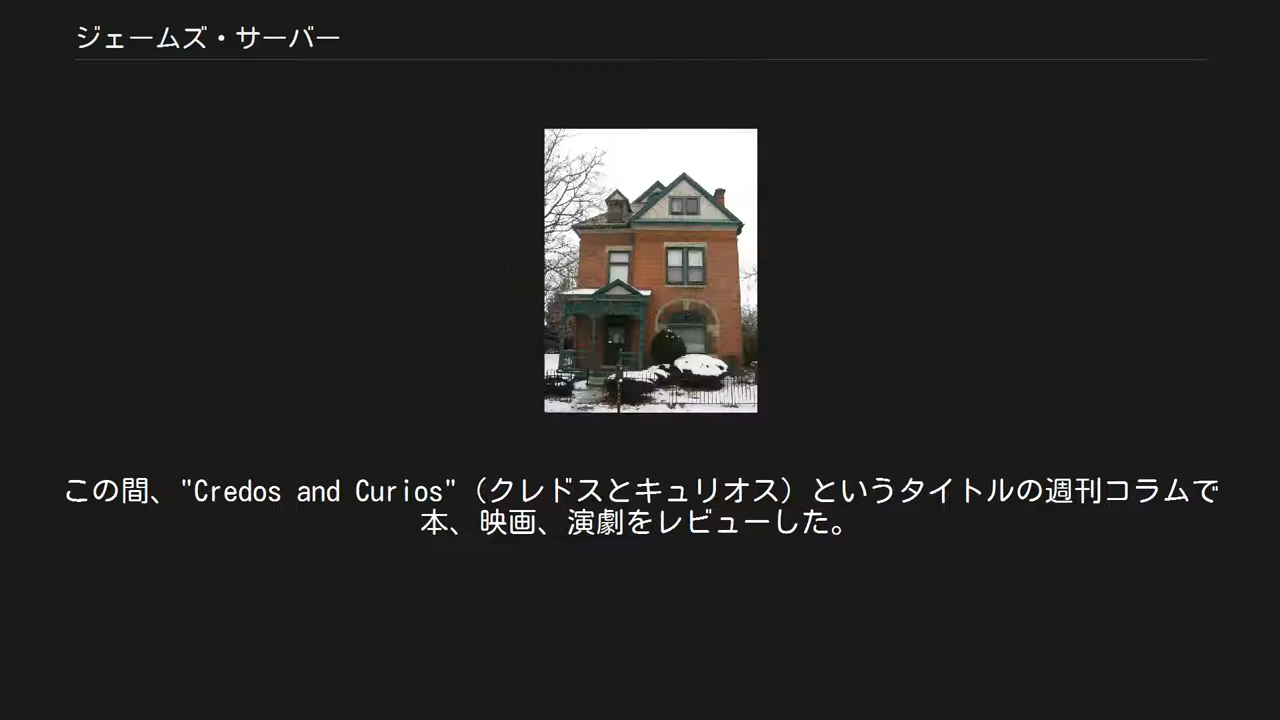 ジェームズ・サーバー
この間、"Credos and Curios"（クレドスとキュリオス）というタイトルの週刊コラムで
本、映画、演劇をレビューした。